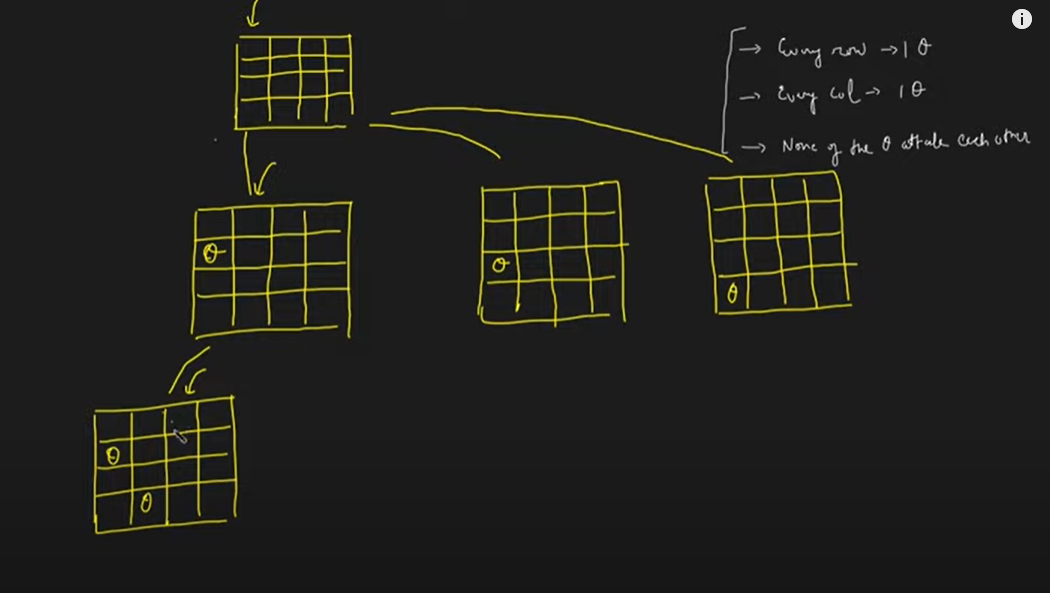 → Every row → 1 Q
→ Every col → 1 Q
→ None of the Q attack each other
Q
Q
Q
Q
Q